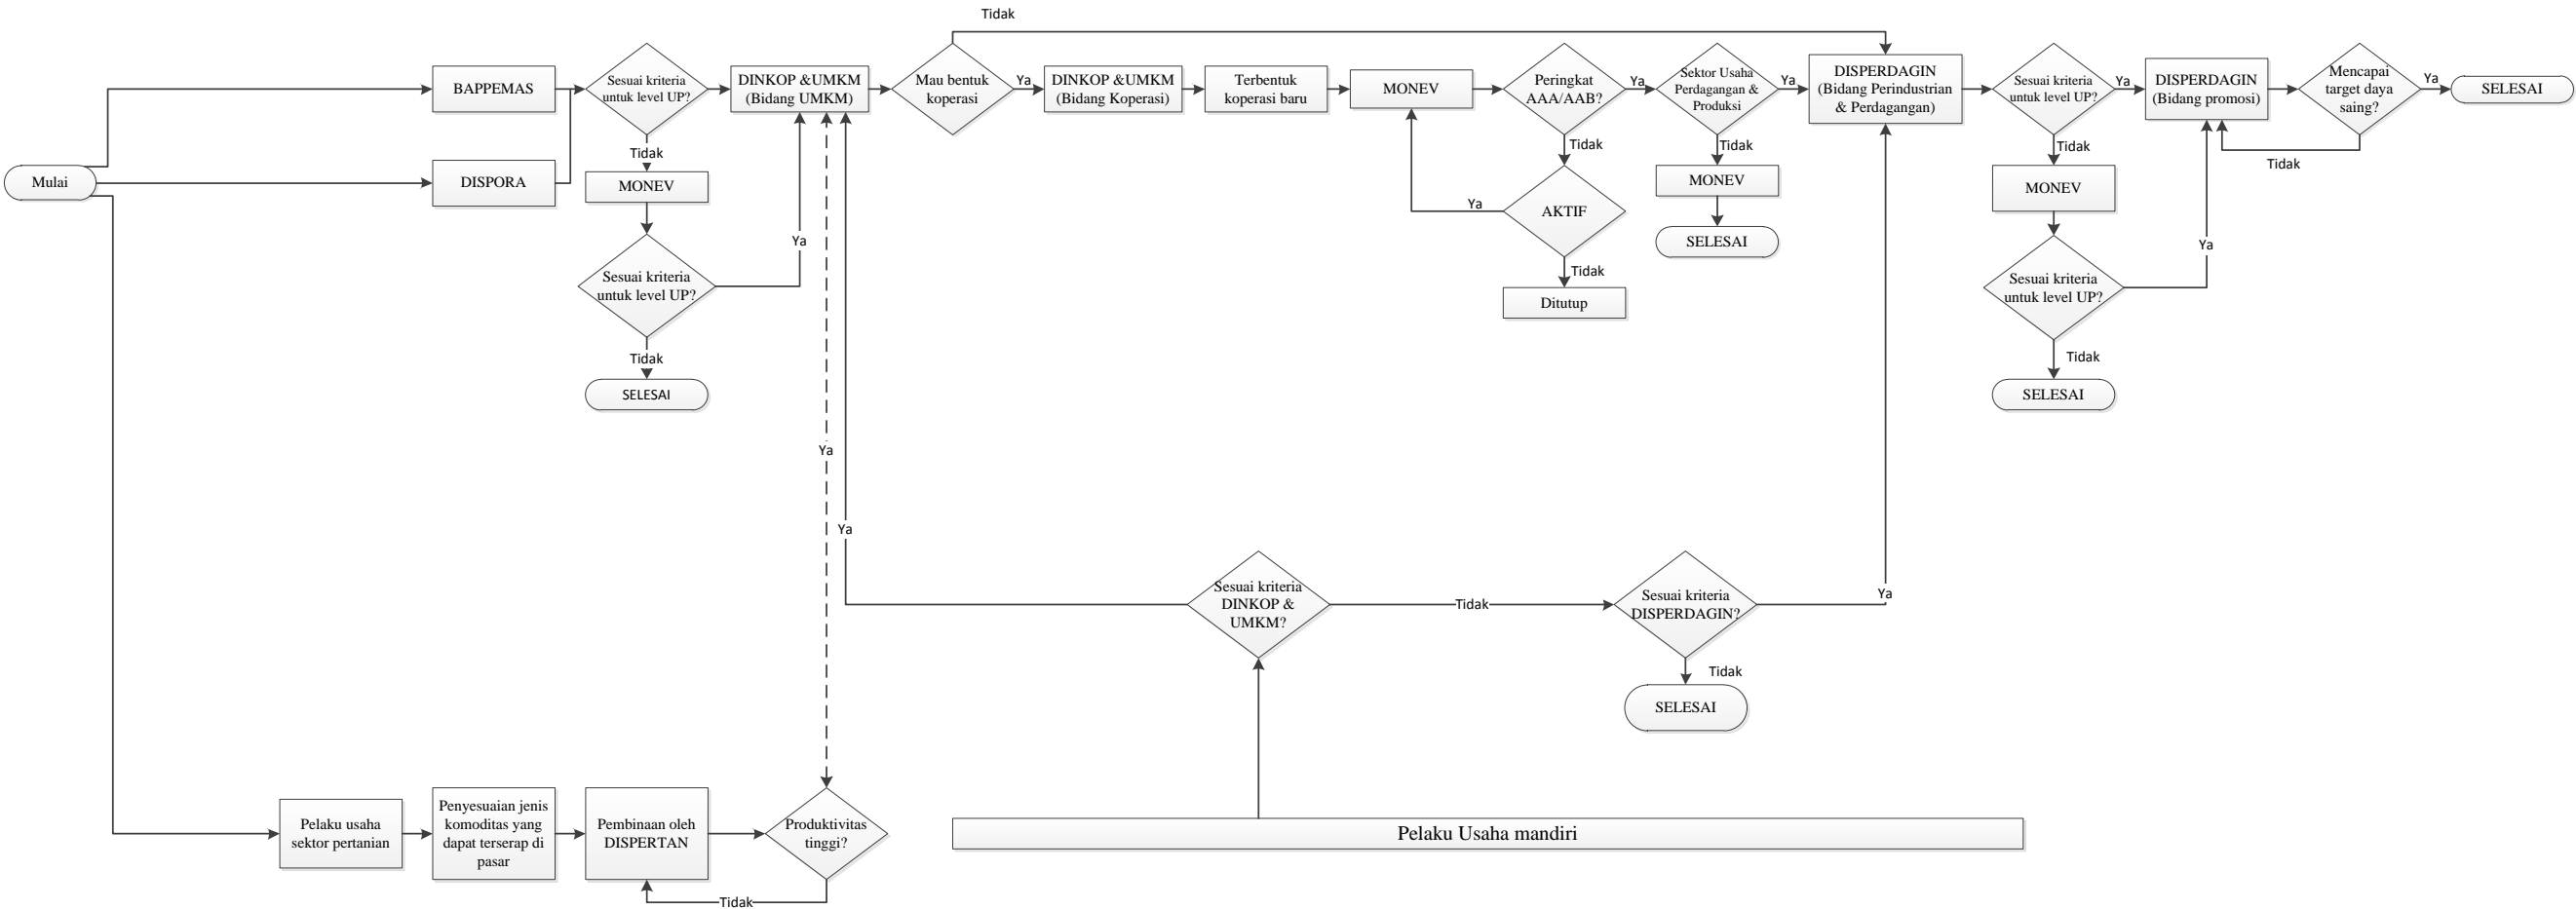 Tidak
Mulai
BAPPEMAS
DISPORA
Sesuai kriteria
untuk level UP?
Tidak
MONEV
Sesuai kriteria
untuk level UP?
Ya
Tidak
SELESAI
DINKOP &UMKM
(Bidang UMKM)
Mau bentuk
koperasi
Ya
DINKOP &UMKM
(Bidang Koperasi)
Terbentuk
koperasi baru
MONEV
Peringkat
AAA/AAB?
Ya
Tidak
AKTIF
Ya
Tidak
Ditutup
Sektor Usaha
Perdagangan &
Produksi
Ya
Tidak
MONEV
SELESAI
DISPERDAGIN
(Bidang Perindustrian
& Perdagangan)
Sesuai kriteria
untuk level UP?
Ya
Tidak
MONEV
Sesuai kriteria
untuk level UP?
Ya
Tidak
SELESAI
DISPERDAGIN
(Bidang promosi)
Mencapai
target daya
saing?
Ya
Tidak
SELESAI
Ya
Ya
Sesuai kriteria
DINKOP &
UMKM?
Tidak
Sesuai kriteria
DISPERDAGIN?
Ya
Tidak
SELESAI
Pelaku usaha
sektor pertanian
Penyesuaian jenis
komoditas yang
dapat terserap di
pasar
Pembinaan oleh
DISPERTAN
Produktivitas
tinggi?
Tidak
Pelaku Usaha mandiri